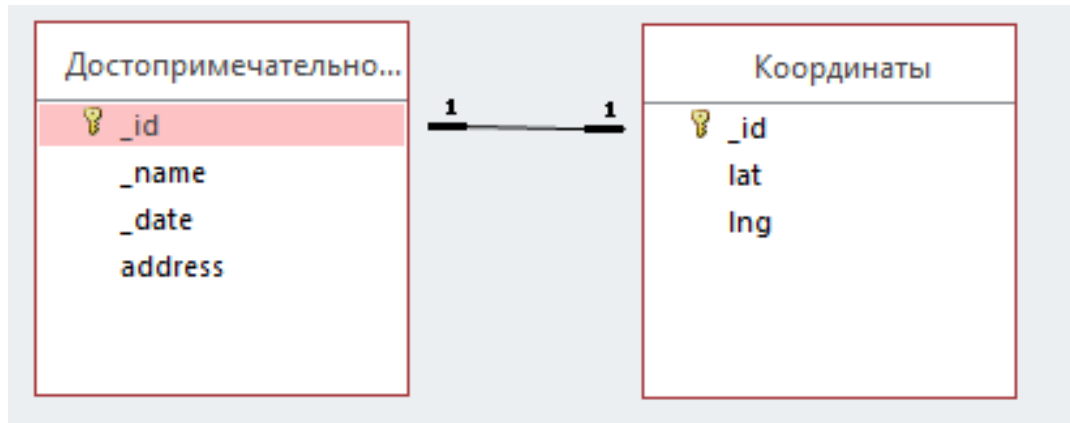 Достопримечательно...
_id
_name
_date
address
1 1
Координаты
_id
lat
lng